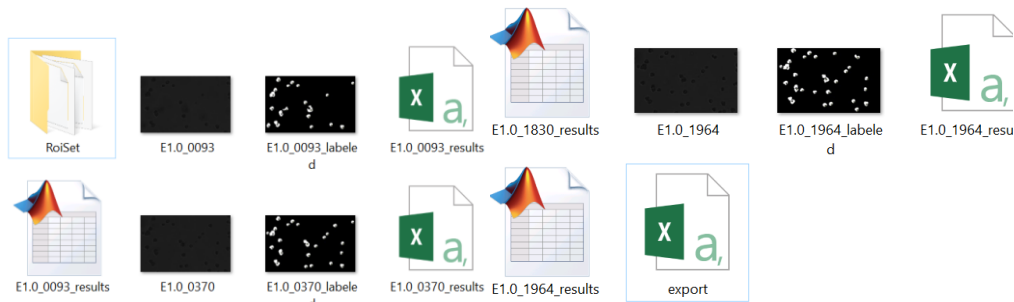 RoiSet
E1.0_0093
E1.0_0093_labele
d
X a,
E1.0_0093_results
E1.0_1830_results
E1.0_1964
E1.0_1964_labele
d
X a,
E1.0_1964_resu
E1.0_0093_results
E1.0_0370
E1.0_0370_labele
d
X a,
E1.0_0370_results
E1.0_1964_results
X a,
export